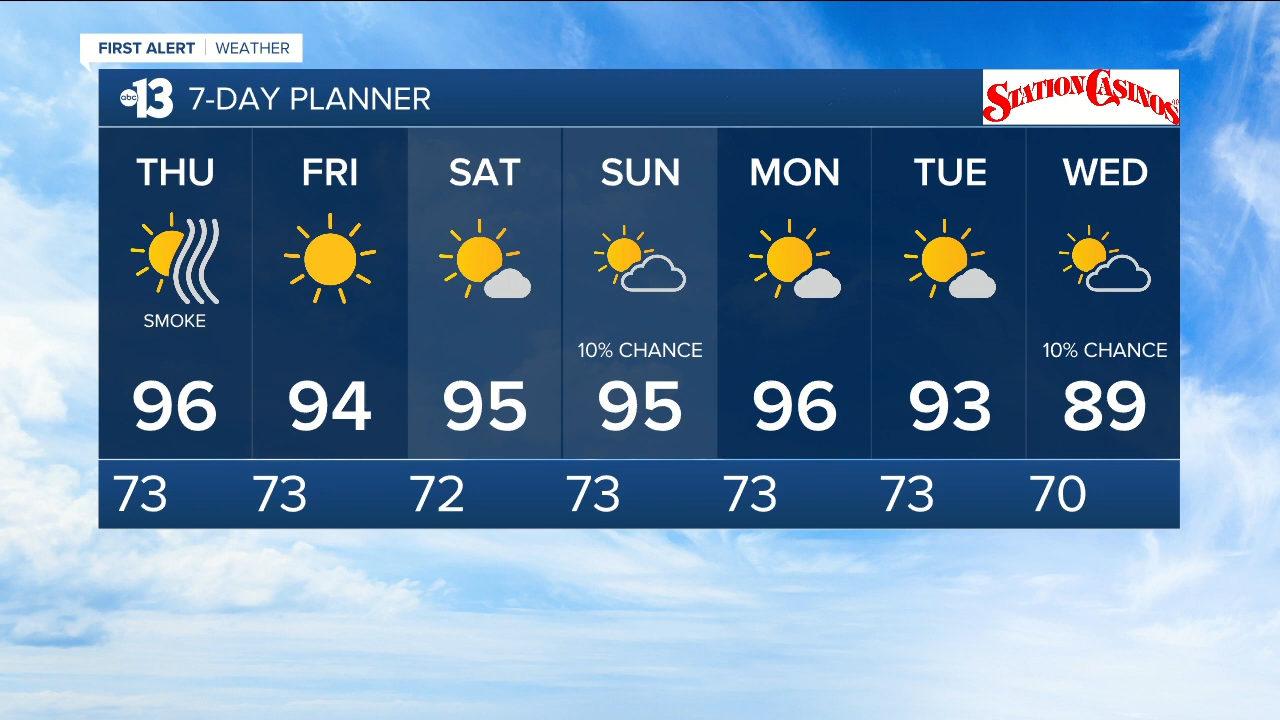 FIRST ALERT | WEATHER
abc 13 7-DAY PLANNER
STATION CASINOS
THU FRI SAT SUN MON TUE WED
SMOKE
10% CHANCE 10% CHANCE
96 94 95 95 96 93 89
73 73 72 73 73 73 70